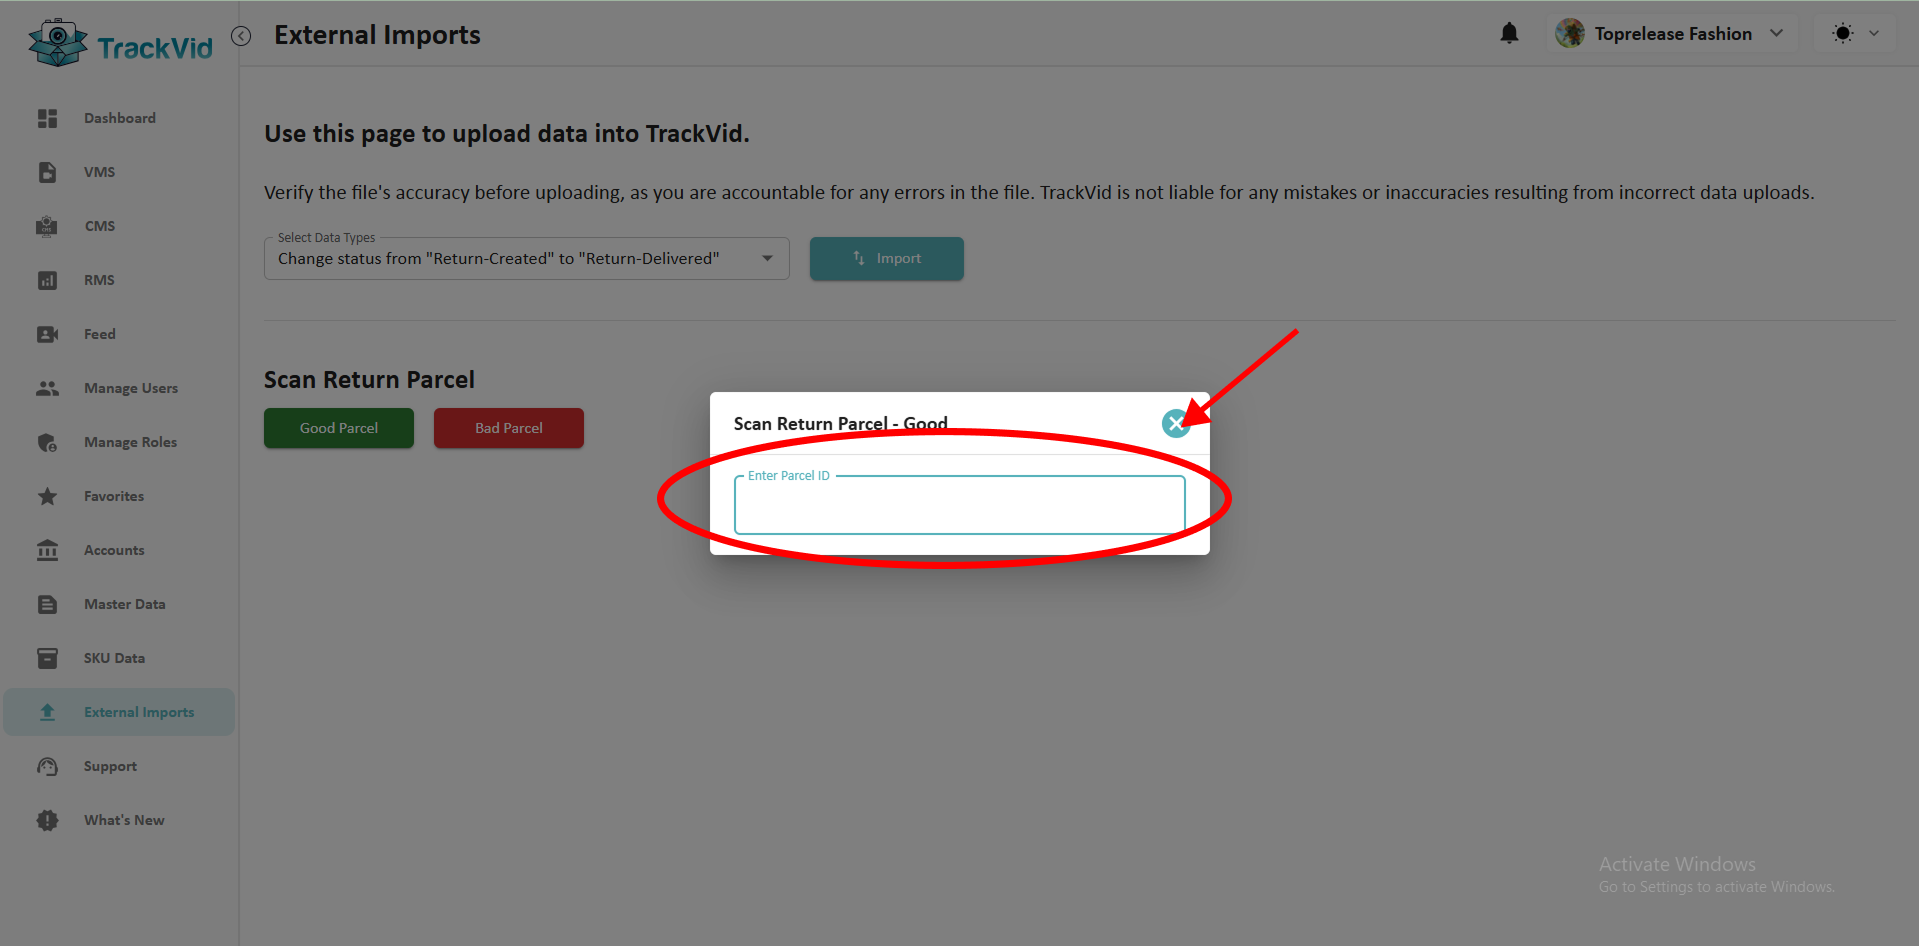 TrackVid
External Imports
Toprelease Fashion
Dashboard
VMS
CMS
RMS
Feed
Manage Users
Manage Roles
Favorites
Accounts
Master Data
SKU Data
External Imports
Support
What's New
Use this page to upload data into TrackVid.
Verify the file's accuracy before uploading, as you are accountable for any errors in the file. TrackVid is not liable for any mistakes or inaccuracies resulting from incorrect data uploads.
Select Data Types
Change status from "Return-Created" to "Return-Delivered"
Import
Scan Return Parcel
Good Parcel
Bad Parcel
Scan Return Parcel - Good
Enter Parcel ID
Activate Windows
Go to Settings to activate Windows.